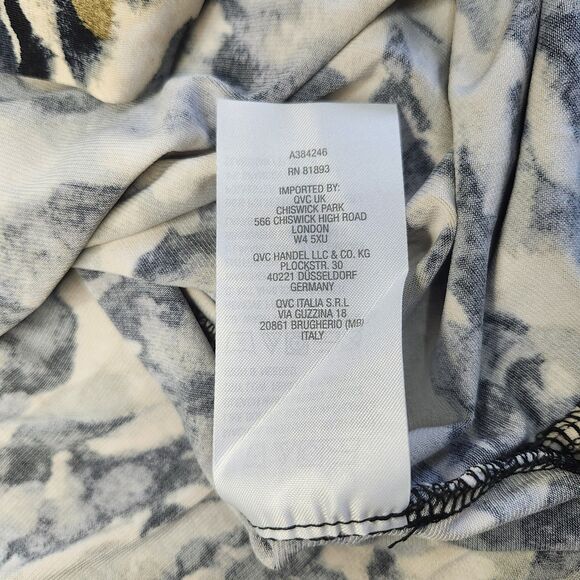 A384246
RN 81893
IMPORTED BY:
QVC UK
CHISWICK PARK
566 CHISWICK HIGH ROAD
LONDON
W4 5XU
QVC HANDEL LLC & CO. KG
PLOCKSTR. 30
40221 DÜSSELDORF
GERMANY
QVC ITALIA S.R.L
VIA GUZZINA 18
20861 BRUGHERIO (MB)
ITALY